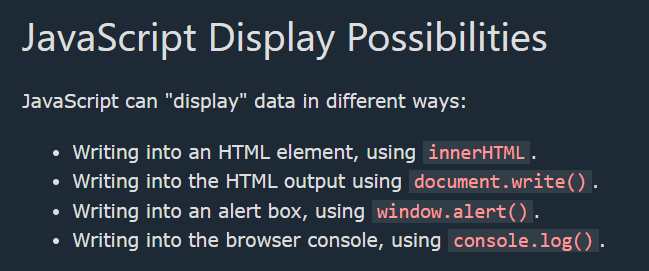 JavaScript Display Possibilities
JavaScript can "display" data in different ways:
• Writing into an HTML element, using innerHTML.
• Writing into the HTML output using document.write().
• Writing into an alert box, using window.alert().
• Writing into the browser console, using console.log().